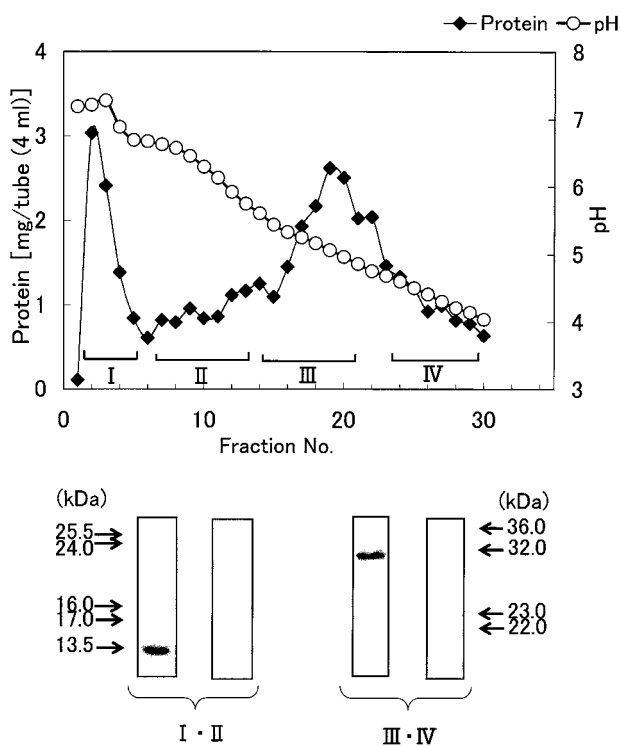 Protein pH
4
3
2
1
0
Protein [mg/tube (4 ml)]
8
7
6
5
4
3
pH
I II III IV
0 10 20 30
Fraction No.
(kDa)
25.5
24.0
16.0
17.0
13.5
(kDa)
36.0
32.0
23.0
22.0
I・II
III・IV